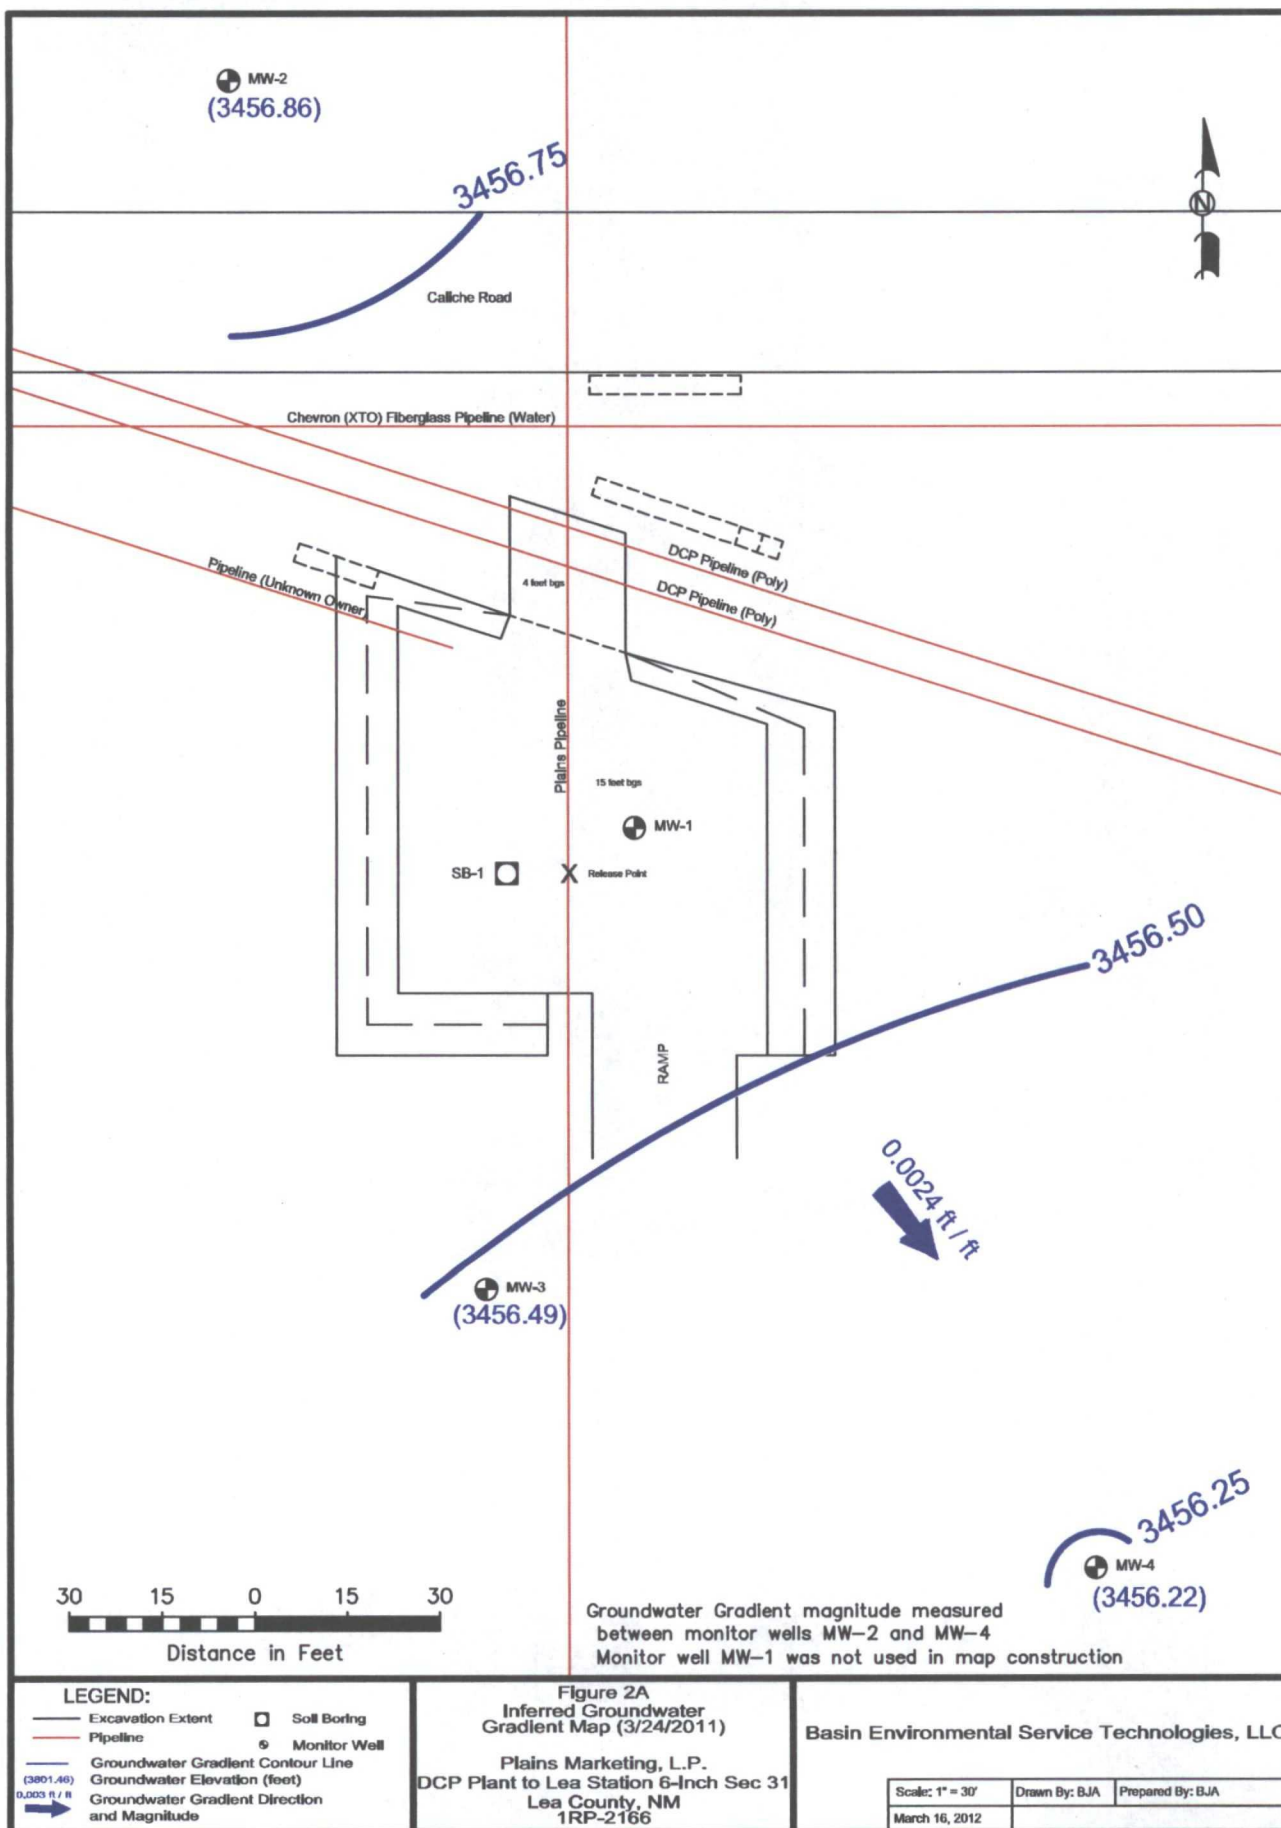 MW-2
(3456.86)
3456.75
N
Caliche Road
Chevron (XTO) Fiberglass Pipeline (Water)
DCP Pipeline (Poly)
4 feet bgs
Pipeline (Unknown Owner)
DCP Pipeline (Poly)
Plains Pipeline
15 feet bgs
MW-1
SB-1
X
Release Point
3456.50
RAMP
0.0024 ft / ft
MW-3
(3456.49)
3456.25
MW-4
(3456.22)
30 15 0 15 30
Distance in Feet
Groundwater Gradient magnitude measured
between monitor wells MW-2 and MW-4
Monitor well MW-1 was not used in map construction
LEGEND:
Excavation Extent
Soil Boring
Pipeline
Monitor Well
Groundwater Gradient Contour Line
(3801.46) Groundwater Elevation (feet)
0.003 ft / ft Groundwater Gradient Direction
and Magnitude
Figure 2A
Inferred Groundwater
Gradient Map (3/24/2011)
Plains Marketing, L.P.
DCP Plant to Lea Station 6-Inch Sec 31
Lea County, NM
1RP-2166
Basin Environmental Service Technologies, LLC
Scale: 1" = 30'
Drawn By: BJA
Prepared By: BJA
March 16, 2012